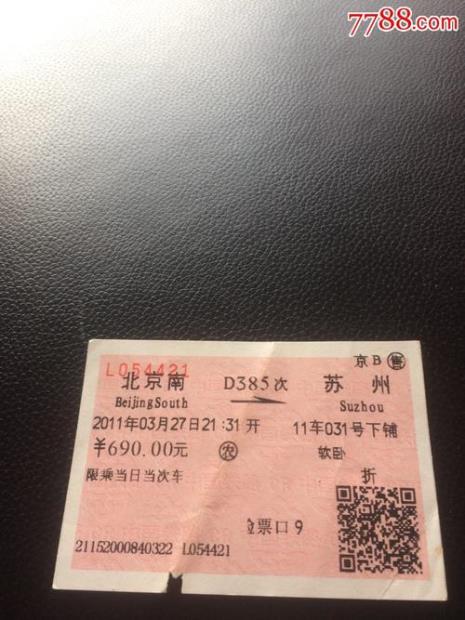 7788.com
L054421
京B 售
北京南 D385次 苏州
BeijingSouth Suzhou
2011年03月27日21:31开 11车031号下铺
¥690.00元 农 软卧
限乘当日当次车 折
票口9
21152000840322 L054421